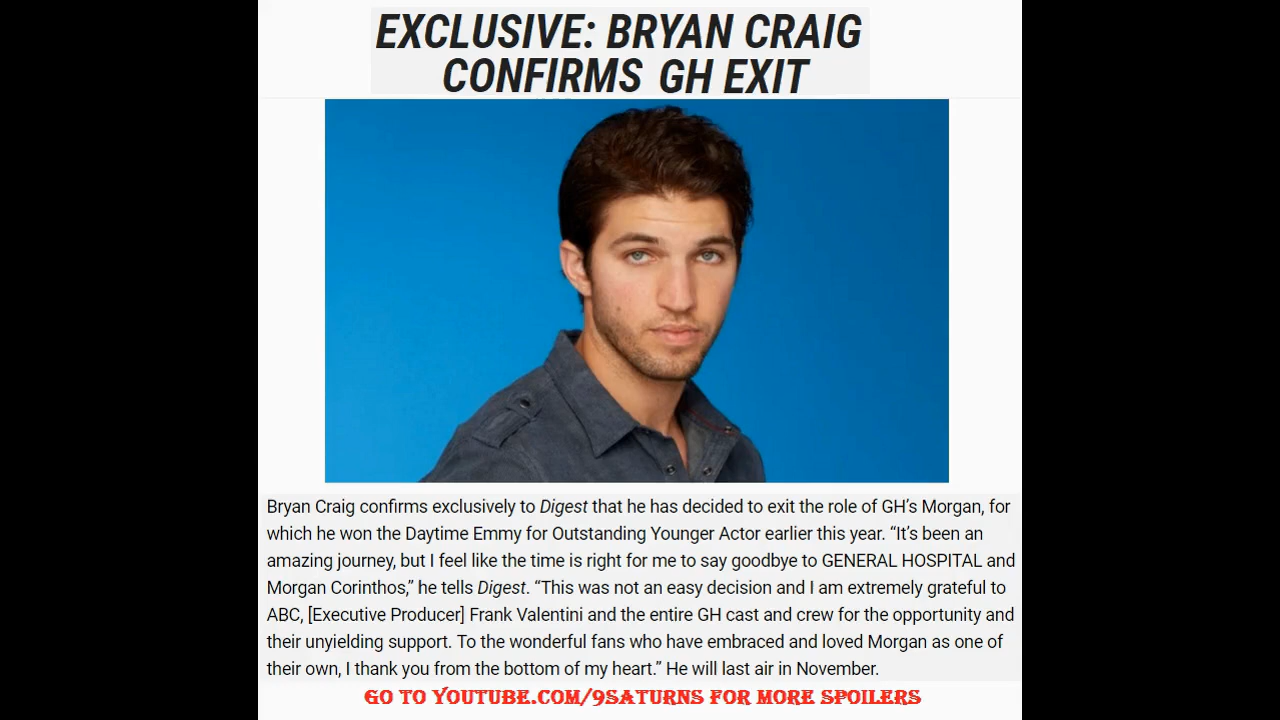 EXCLUSIVE: BRYAN CRAIG
CONFIRMS GH EXIT
Bryan Craig confirms exclusively to Digest that he has decided to exit the role of GH’s Morgan, for
which he won the Daytime Emmy for Outstanding Younger Actor earlier this year. “It’s been an
amazing journey, but I feel like the time is right for me to say goodbye to GENERAL HOSPITAL and
Morgan Corinthos,” he tells Digest. “This was not an easy decision and I am extremely grateful to
ABC, [Executive Producer] Frank Valentini and the entire GH cast and crew for the opportunity and
their unyielding support. To the wonderful fans who have embraced and loved Morgan as one of
their own, I thank you from the bottom of my heart.” He will last air in November.
GO TO YOUTUBE.COM/9SATURNS FOR MORE SPOILERS